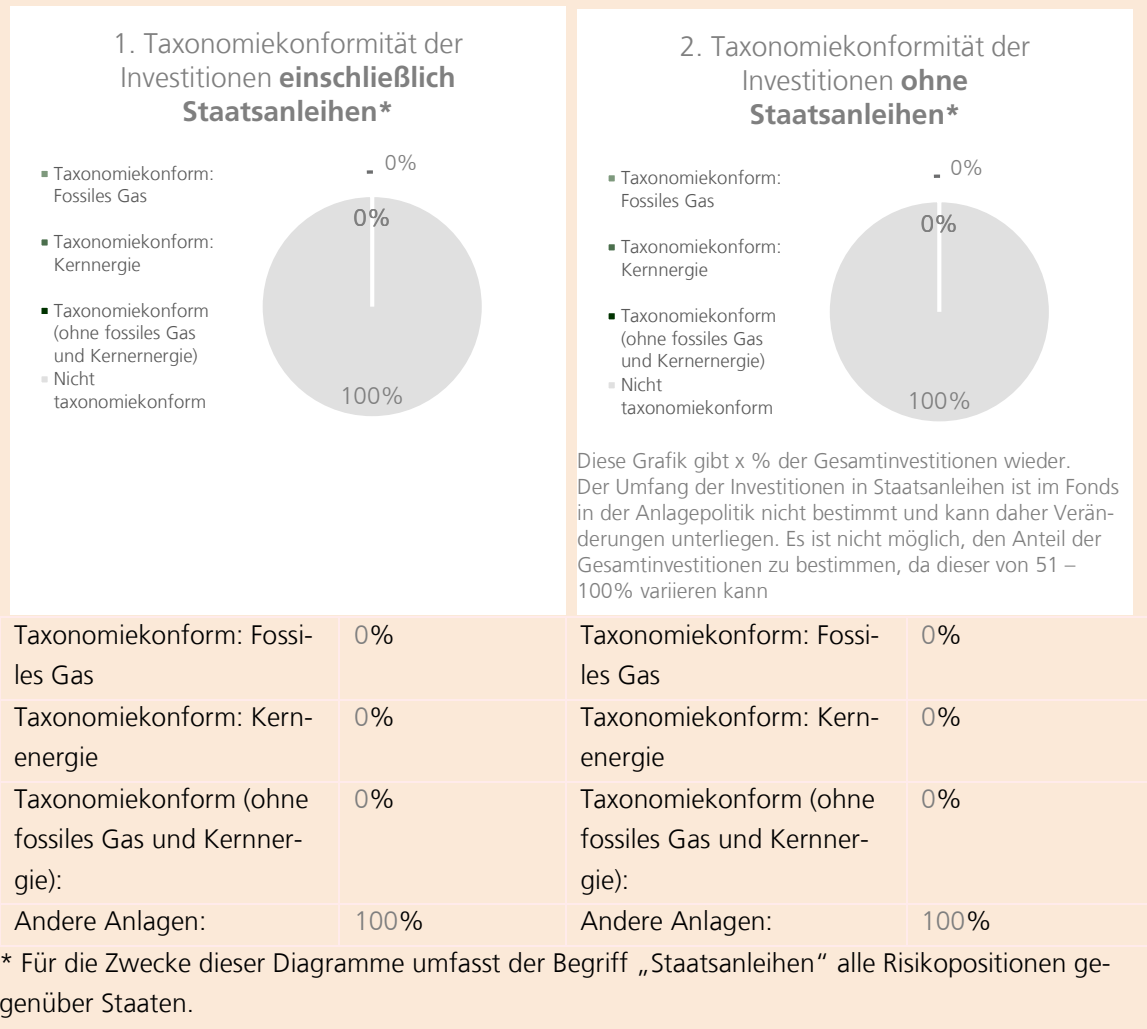 1. Taxonomiekonformität der
Investitionen einschließlich
Staatsanleihen*
Taxonomiekonform:
Fossiles Gas
Taxonomiekonform:
Kernnergie
Taxonomiekonform
(ohne fossiles Gas
und Kernernergie)
Nicht
taxonomiekonform
- 0%
0%
100%
2. Taxonomiekonformität der
Investitionen ohne
Staatsanleihen*
Taxonomiekonform:
Fossiles Gas
Taxonomiekonform:
Kernnergie
Taxonomiekonform
(ohne fossiles Gas
und Kernernergie)
Nicht
taxonomiekonform
- 0%
0%
100%
Diese Grafik gibt x % der Gesamtinvestitionen wieder.
Der Umfang der Investitionen in Staatsanleihen ist im Fonds
in der Anlagepolitik nicht bestimmt und kann daher Verän-
derungen unterliegen. Es ist nicht möglich, den Anteil der
Gesamtinvestitionen zu bestimmen, da dieser von 51 –
100% variieren kann
Taxonomiekonform: Fossi- 0%
les Gas
Taxonomiekonform: Kern- 0%
energie
Taxonomiekonform (ohne 0%
fossiles Gas und Kernner-
gie):
Andere Anlagen: 100%
Taxonomiekonform: Fossi- 0%
les Gas
Taxonomiekonform: Kern- 0%
energie
Taxonomiekonform (ohne 0%
fossiles Gas und Kernner-
gie):
Andere Anlagen: 100%
* Für die Zwecke dieser Diagramme umfasst der Begriff „Staatsanleihen“ alle Risikopositionen ge-
genüber Staaten.